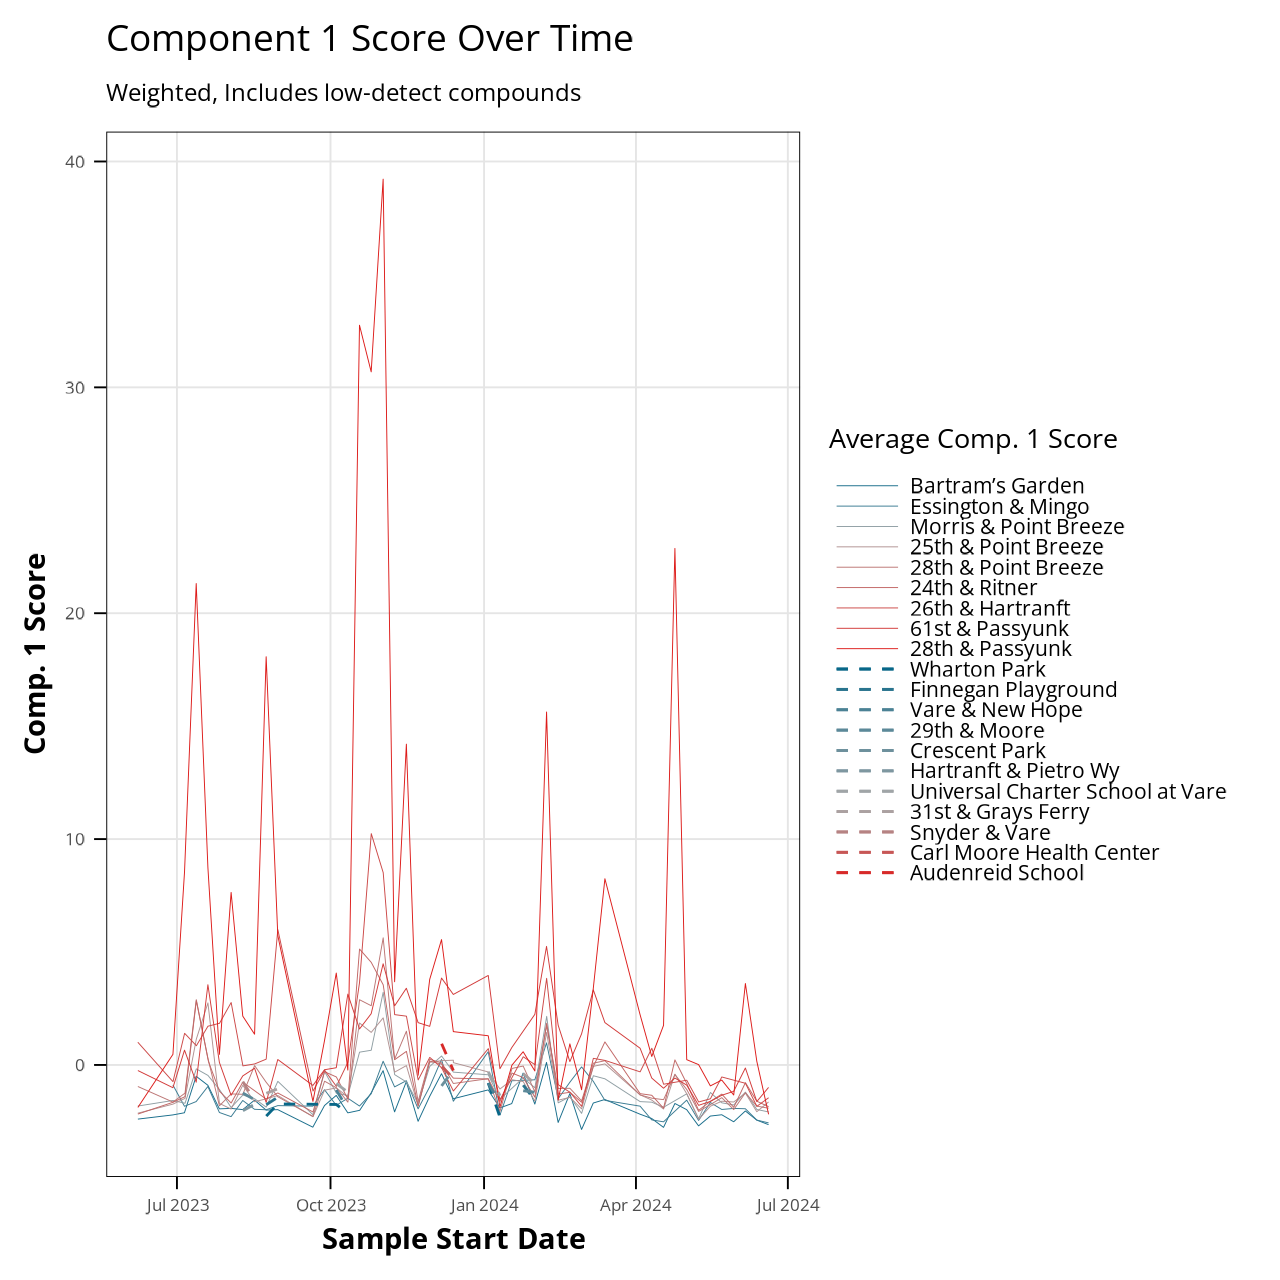 Component 1 Score Over Time
Weighted, Includes low-detect compounds
40
30
20
10
0
Comp. 1 Score
Jul 2023
Oct 2023
Jan 2024
Apr 2024
Jul 2024
Sample Start Date
Average Comp. 1 Score
Bartram’s Garden
Essington & Mingo
Morris & Point Breeze
25th & Point Breeze
28th & Point Breeze
24th & Ritner
26th & Hartranft
61st & Passyunk
28th & Passyunk
Wharton Park
Finnegan Playground
Vare & New Hope
29th & Moore
Crescent Park
Hartranft & Pietro Wy
Universal Charter School at Vare
31st & Grays Ferry
Snyder & Vare
Carl Moore Health Center
Audenreid School